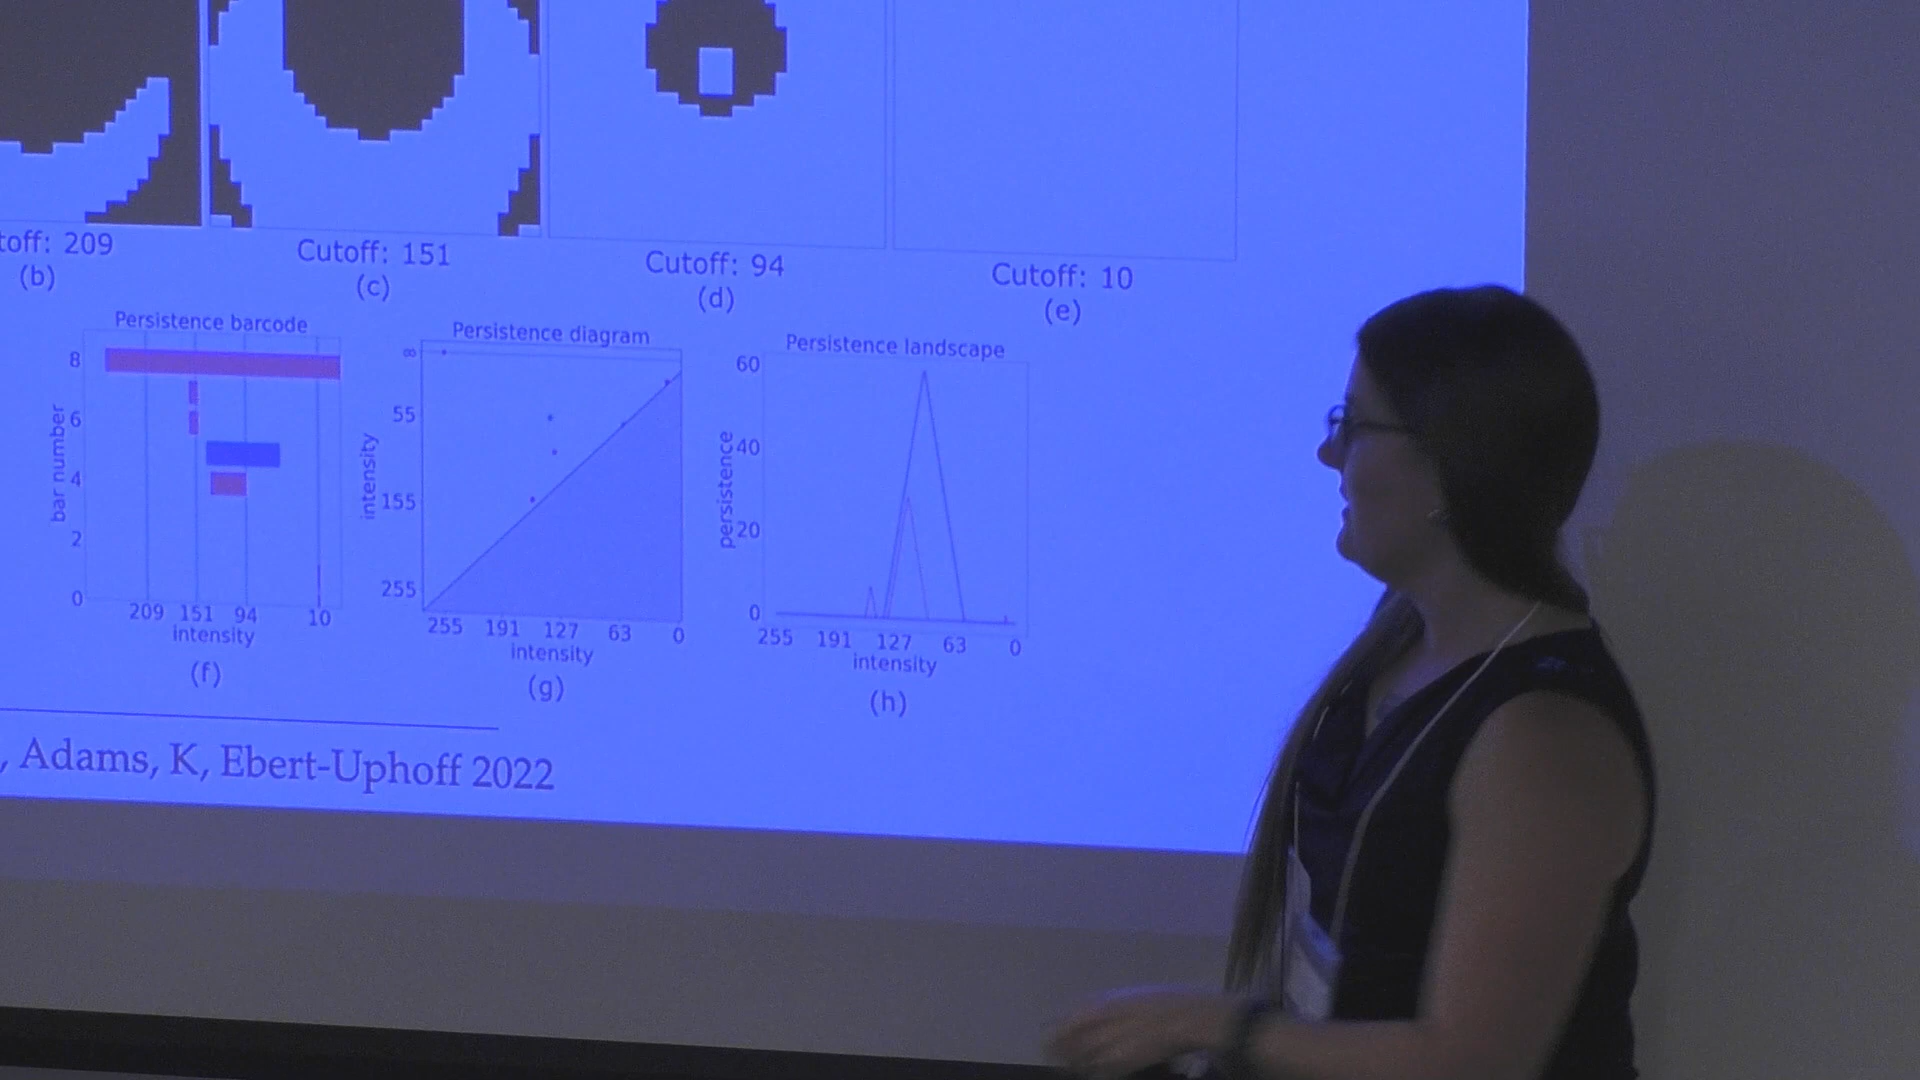 toff: 209
(b)
Cutoff: 151
(c)
Cutoff: 94
(d)
Cutoff: 10
(e)
Persistence barcode
8
6
4
2
0
bar number
209 151 94 10
intensity
(f)
Persistence diagram
∞
55
155
255
intensity
255 191 127 63 0
intensity
(g)
Persistence landscape
60
40
20
0
persistence
255 191 127 63 0
intensity
(h)
, Adams, K, Ebert-Uphoff 2022